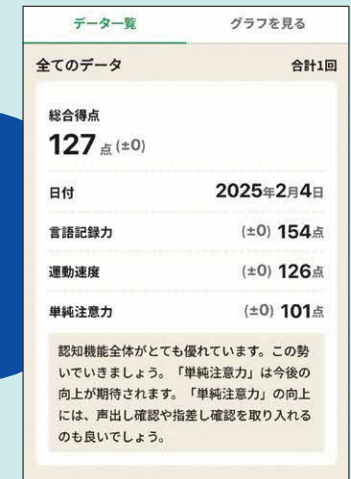 データ一覧 グラフを見る
全てのデータ 合計1回
総合得点
127点 (±0)
日付 2025年2月4日
言語記録力 (±0) 154点
運動速度 (±0) 126点
単純注意力 (±0) 101点
認知機能全体がとても優れています。この勢
いでいきましょう。「単純注意力」は今後の
向上が期待されます。「単純注意力」の向上
には、声出し確認や指差し確認を取り入れる
のも良いでしょう。